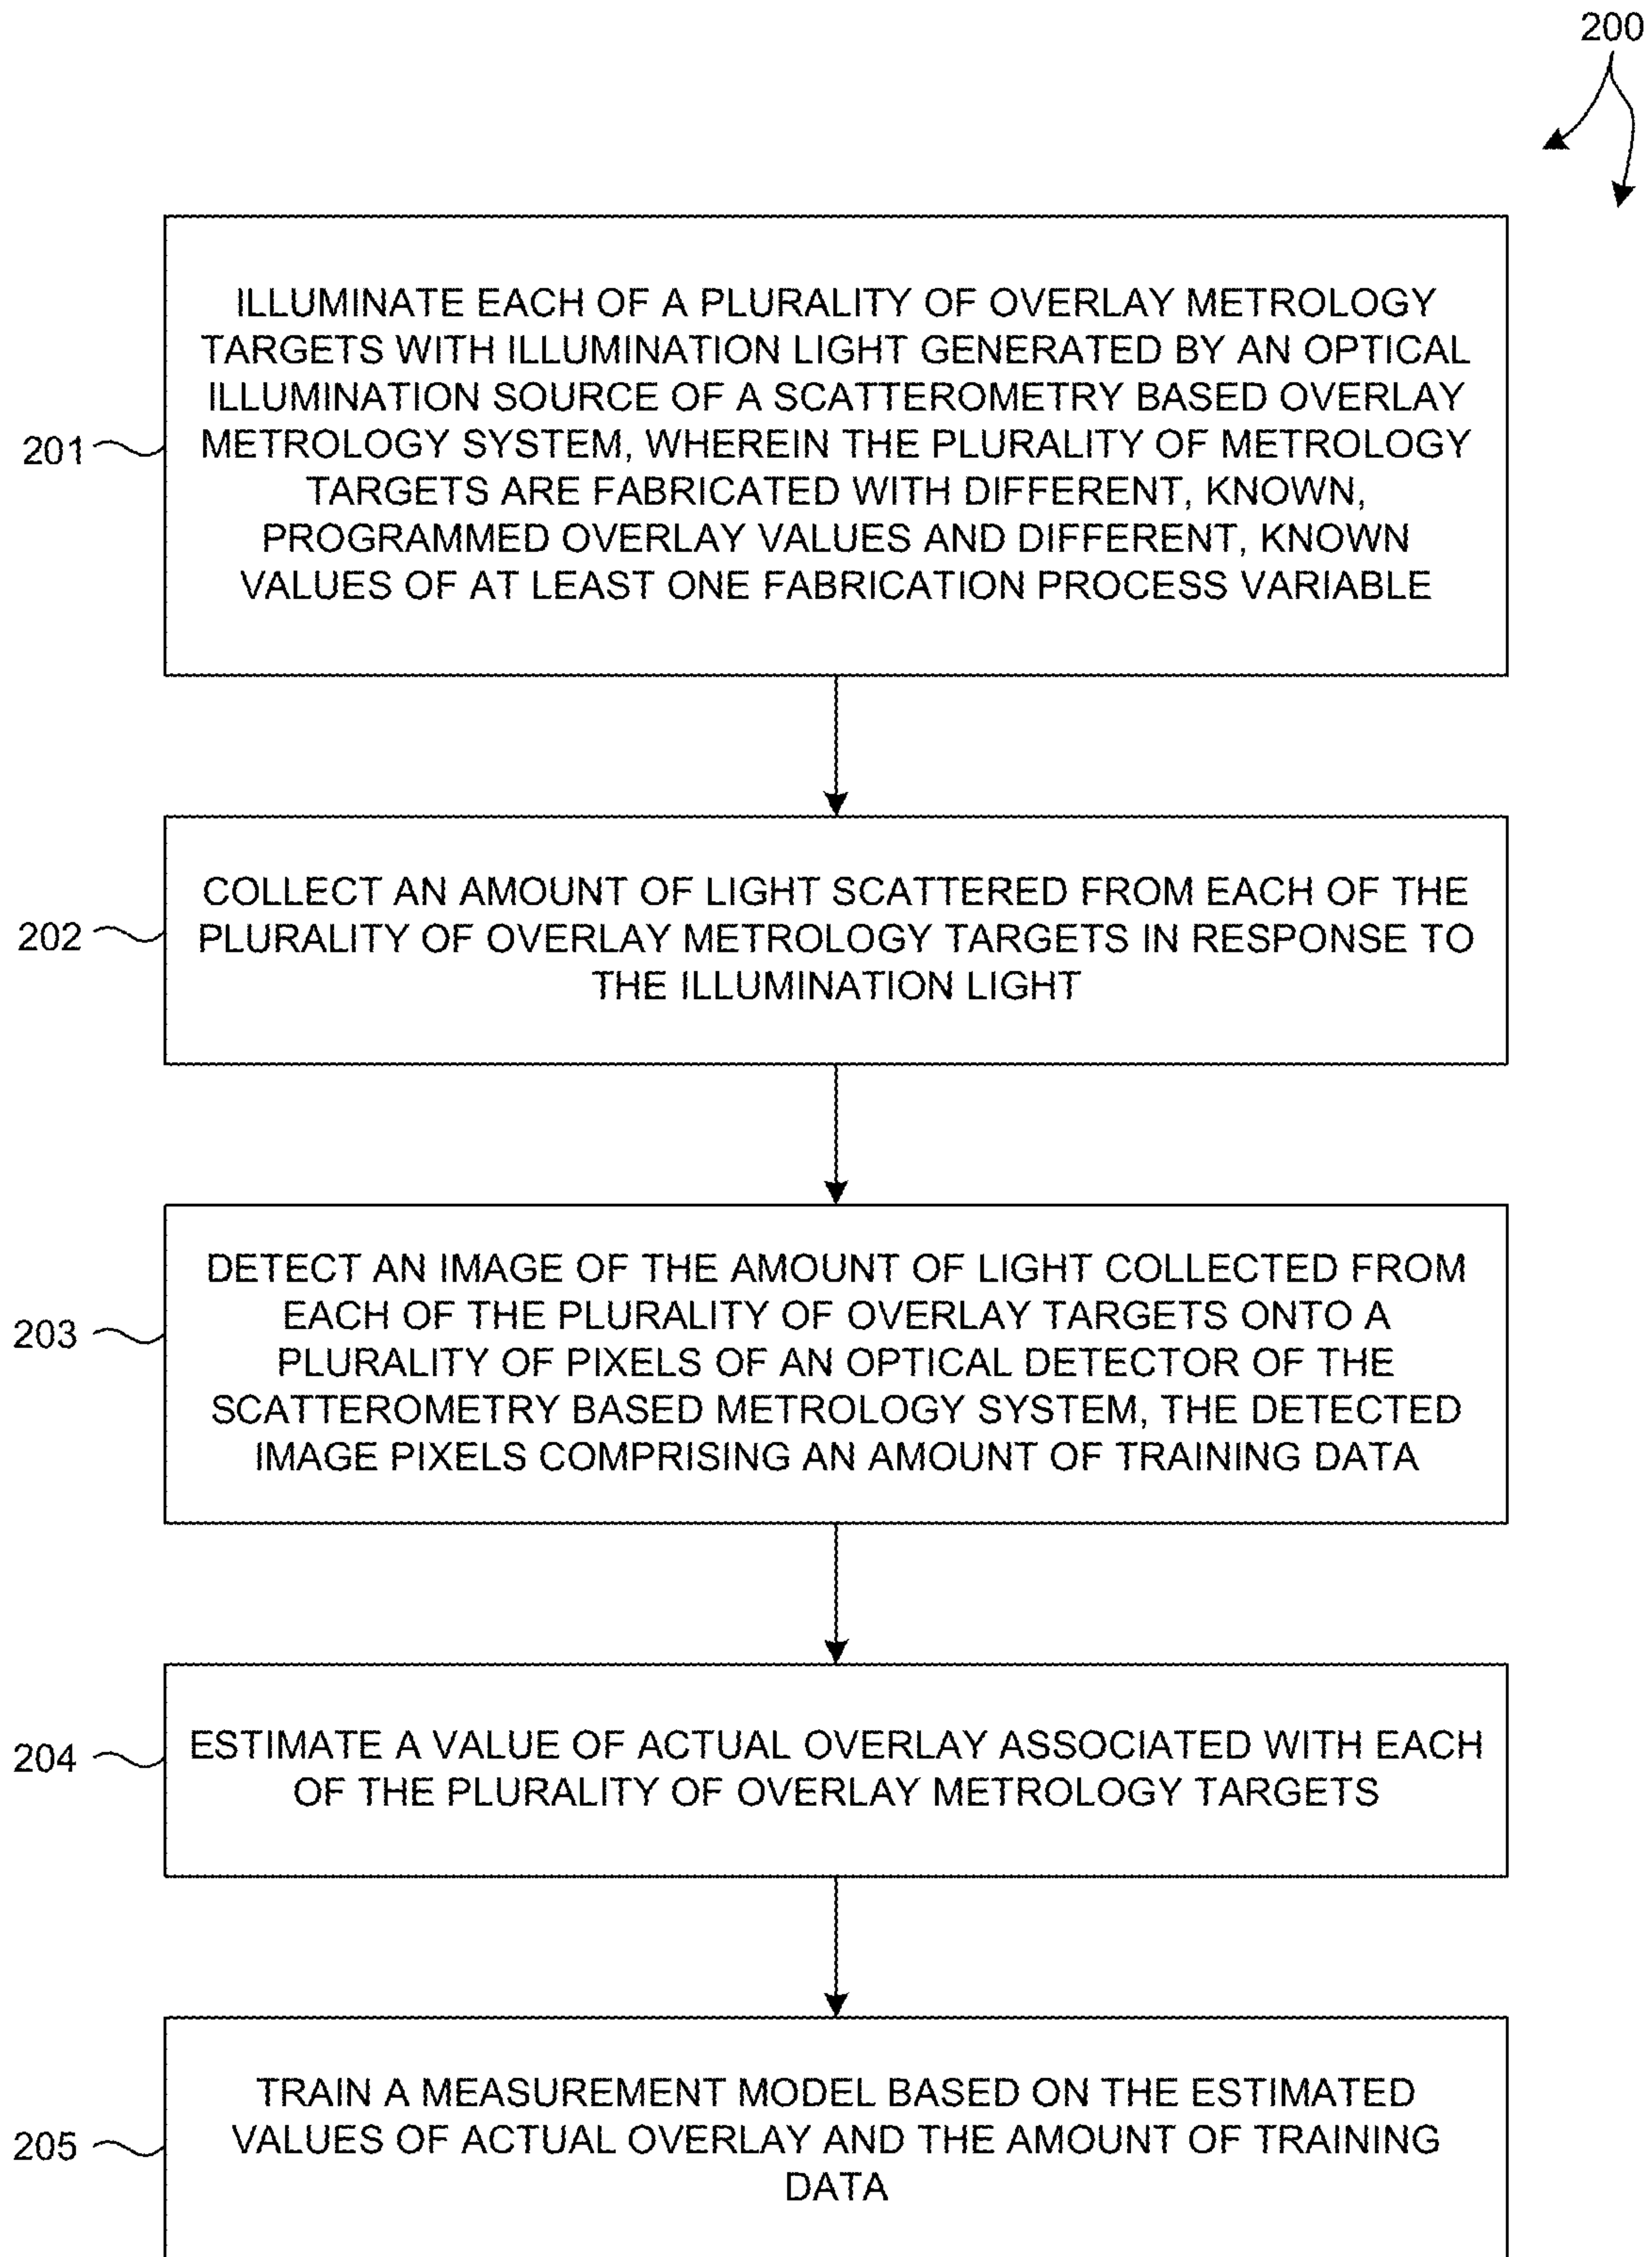 200
ILLUMINATE EACH OF A PLURALITY OF OVERLAY METROLOGY
TARGETS WITH ILLUMINATION LIGHT GENERATED BY AN OPTICAL
ILLUMINATION SOURCE OF A SCATTEROMETRY BASED OVERLAY
METROLOGY SYSTEM, WHEREIN THE PLURALITY OF METROLOGY
TARGETS ARE FABRICATED WITH DIFFERENT, KNOWN,
PROGRAMMED OVERLAY VALUES AND DIFFERENT, KNOWN
VALUES OF AT LEAST ONE FABRICATION PROCESS VARIABLE
201
COLLECT AN AMOUNT OF LIGHT SCATTERED FROM EACH OF THE
PLURALITY OF OVERLAY METROLOGY TARGETS IN RESPONSE TO
THE ILLUMINATION LIGHT
202
DETECT AN IMAGE OF THE AMOUNT OF LIGHT COLLECTED FROM
EACH OF THE PLURALITY OF OVERLAY TARGETS ONTO A
PLURALITY OF PIXELS OF AN OPTICAL DETECTOR OF THE
SCATTEROMETRY BASED METROLOGY SYSTEM, THE DETECTED
IMAGE PIXELS COMPRISING AN AMOUNT OF TRAINING DATA
203
ESTIMATE A VALUE OF ACTUAL OVERLAY ASSOCIATED WITH EACH
OF THE PLURALITY OF OVERLAY METROLOGY TARGETS
204
TRAIN A MEASUREMENT MODEL BASED ON THE ESTIMATED
VALUES OF ACTUAL OVERLAY AND THE AMOUNT OF TRAINING
DATA
205